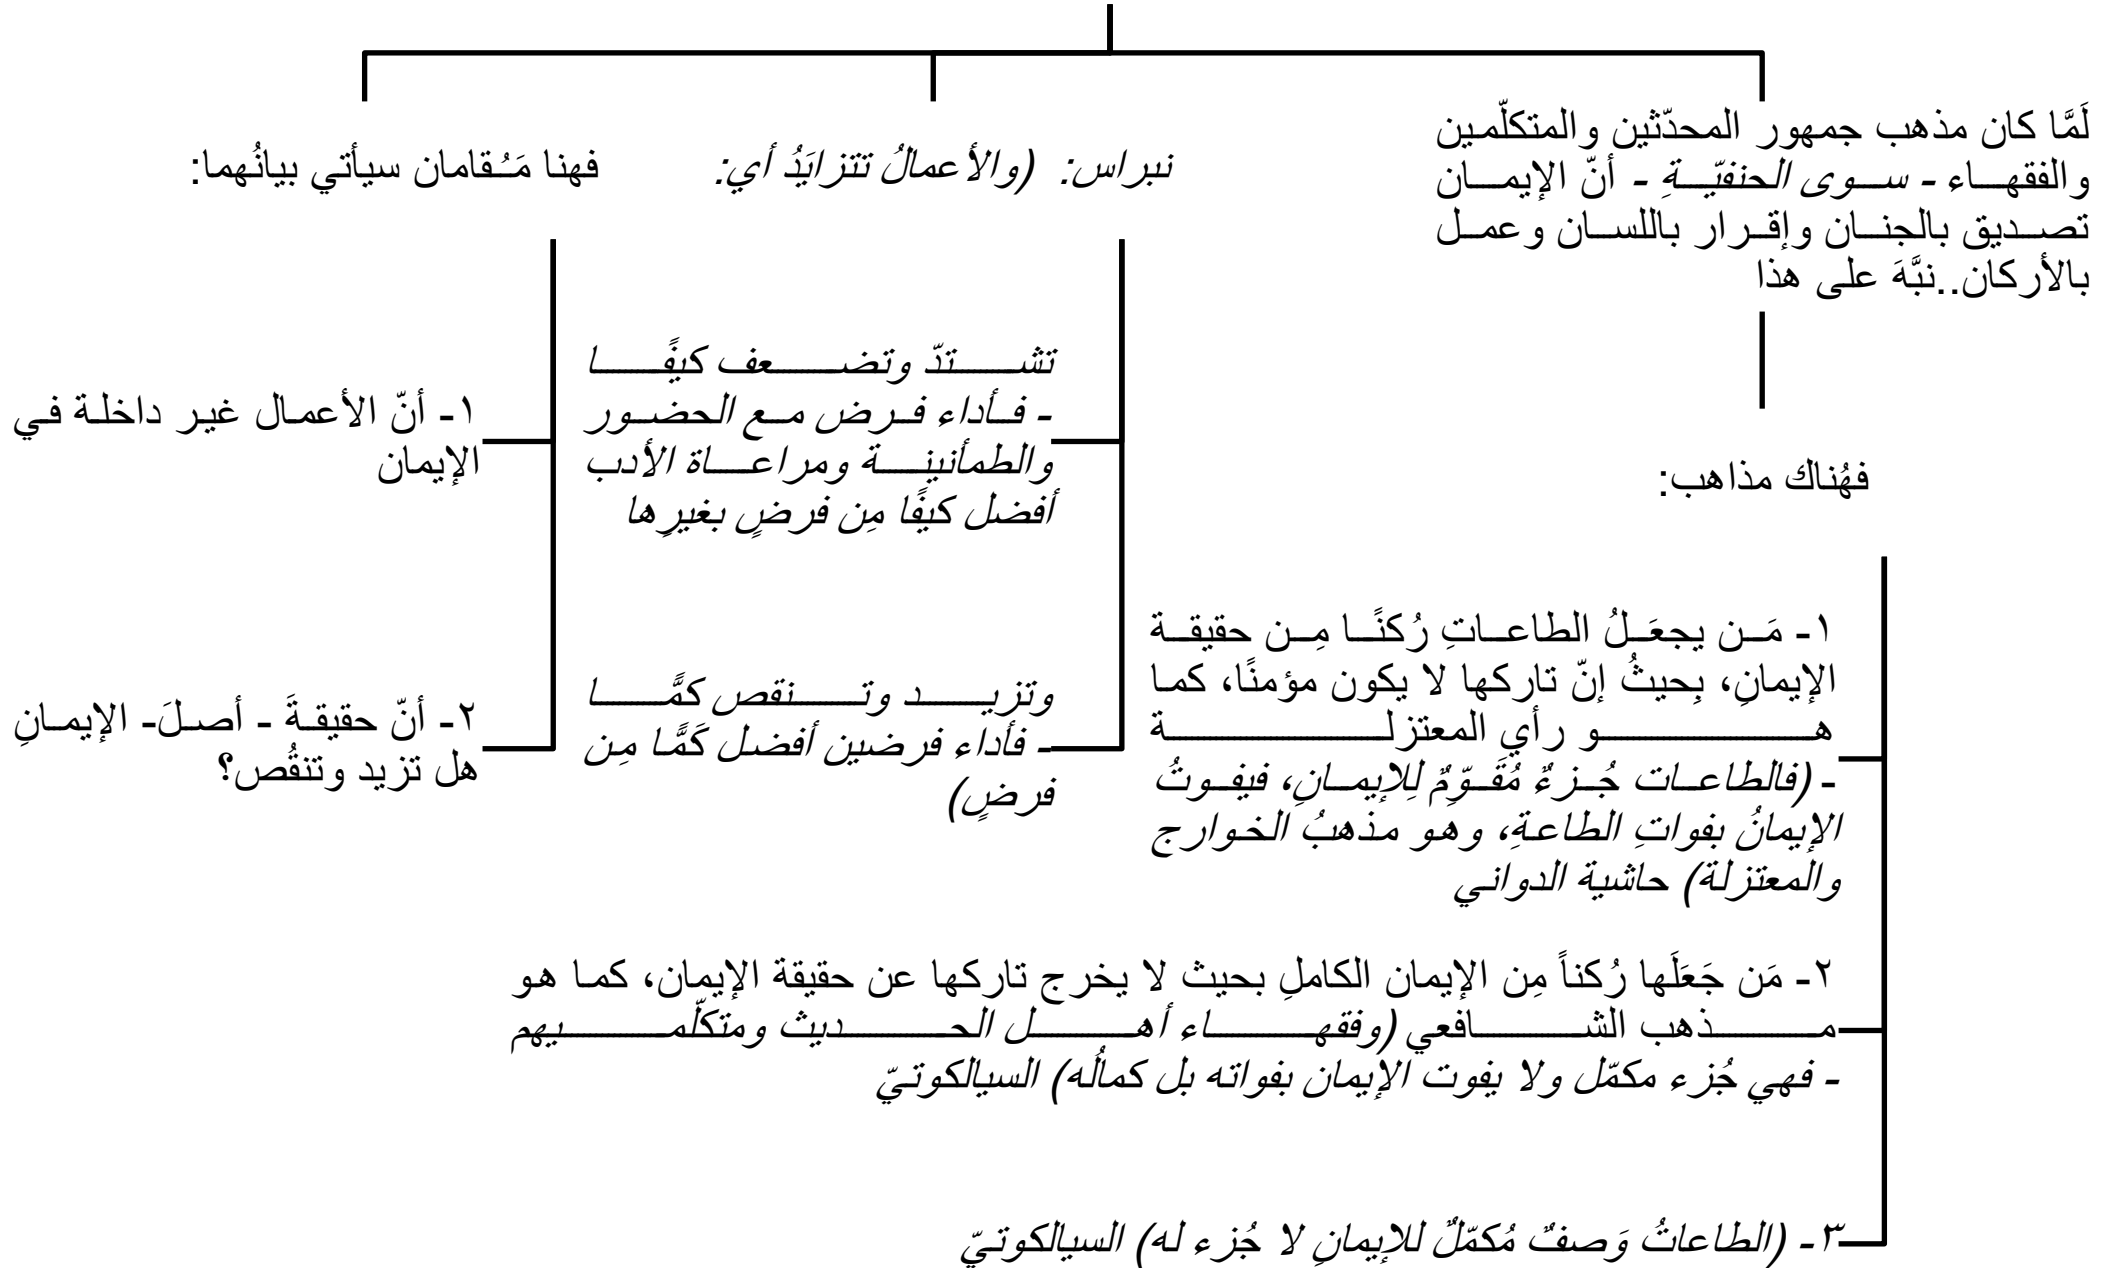 لَمَّا كان مذهب جمهور المحدّثين والمتكلّمين
والفقهاء - سوى الحنفيّةِ - أنّ الإيمان
تصديق بالجنان وإقرار باللسان وعمل
بالأركان..نبَّهَ على هذا
فهُناك مذاهب:
١- مَن يجعَلُ الطاعاتِ رُكنًا مِن حقيقة
الإيمانِ، بِحيثُ إنّ تاركها لا يكون مؤمنًا، كما
هو رأي المعتزلة
- (فالطاعات جُزءٌ مُقَوِّمٌ لِلإيمانِ، فيفوتُ
الإيمانُ بفواتِ الطاعةِ، وهو مذهبُ الخوارج
والمعتزلة) حاشية الدواني
٢- مَن جَعَلَها رُكناً مِن الإيمان الكاملِ بحيث لا يخرج تاركها عن حقيقة الإيمان، كما هو
مذهب الشافعي (وفقهاء أهل الحديث ومتكلّميهم
- فهي جُزء مكمّل ولا يفوت الإيمان بفواته بل كمالُه) السيالكوتيّ
٣- (الطاعاتُ وَصفٌ مُكمّلٌ للإيمانِ لا جُزء له) السيالكوتيّ
نبراس: (والأعمالُ تتزايَدُ أي:
تشتدّ وتضعف كيفًا
- فأداء فرض مع الحضور
والطمأنينة ومراعاة الأدب
أفضل كيفًا مِن فرضٍ بغيرِها
وتزيد وتنقص كمًّا
- فأداء فرضين أفضل كَمًّا مِن
فرضٍ)
فهنا مَـُقامان سيأتي بيانُهما:
١- أنّ الأعمال غير داخلة في
الإيمان
٢- أنّ حقيقةَ - أصلَ- الإيمانِ
هل تزيد وتنقُص؟